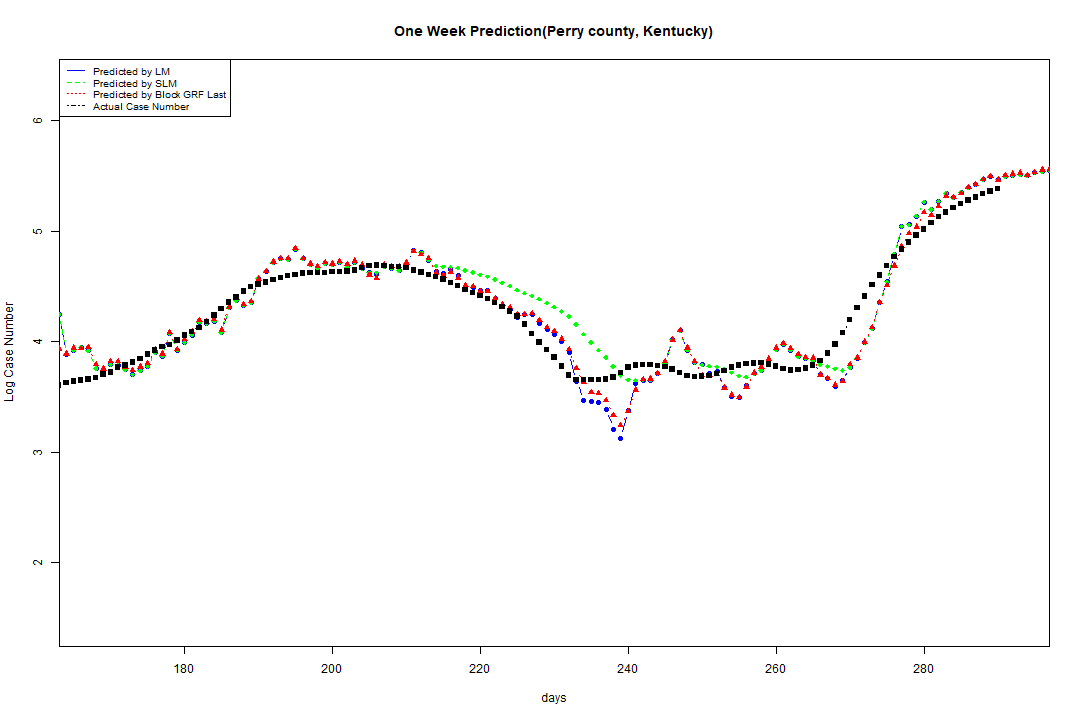 One Week Prediction(Perry county, Kentucky)
Predicted by LM
Predicted by SLM
Predicted by Block GRF Last
Actual Case Number
6
5
4
3
2
Log Case Number
180 200 220 240 260 280
days